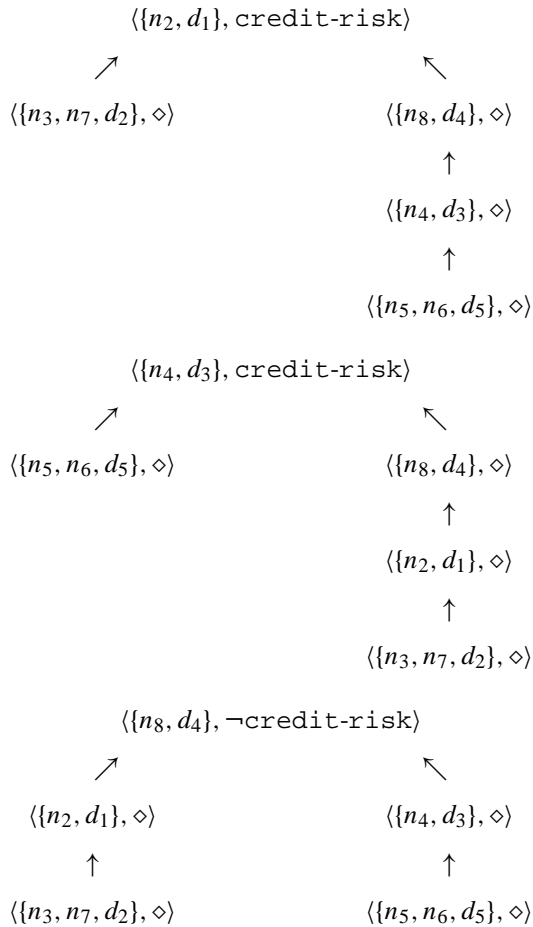 ⟨{n₂, d₁}, credit-risk⟩
↗ ↖
⟨{n₃, n₇, d₂}, ⋄⟩ ⟨{n₈, d₄}, ⋄⟩
↑
⟨{n₄, d₃}, ⋄⟩
↑
⟨{n₅, n₆, d₅}, ⋄⟩
⟨{n₄, d₃}, credit-risk⟩
↗ ↖
⟨{n₅, n₆, d₅}, ⋄⟩ ⟨{n₈, d₄}, ⋄⟩
↑
⟨{n₂, d₁}, ⋄⟩
↑
⟨{n₃, n₇, d₂}, ⋄⟩
⟨{n₈, d₄}, ¬credit-risk⟩
↗ ↖
⟨{n₂, d₁}, ⋄⟩ ⟨{n₄, d₃}, ⋄⟩
↑ ↑
⟨{n₃, n₇, d₂}, ⋄⟩ ⟨{n₅, n₆, d₅}, ⋄⟩